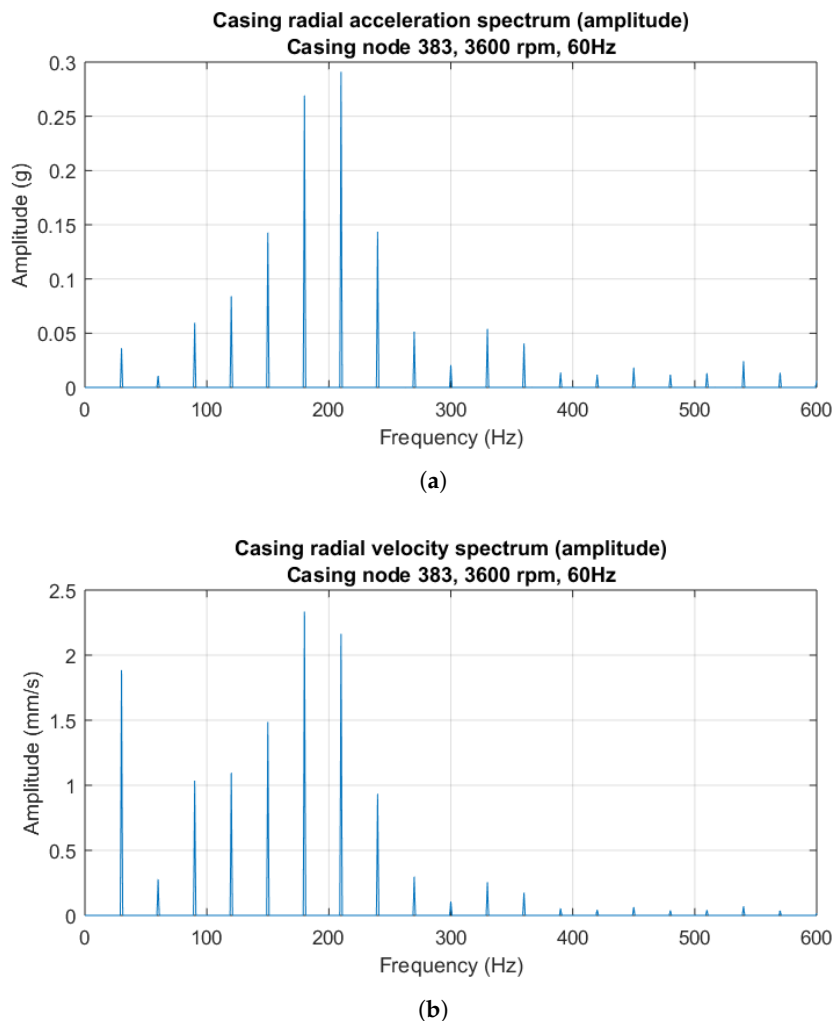 Casing radial acceleration spectrum (amplitude)
Casing node 383, 3600 rpm, 60Hz
0.3
0.25
0.2
0.15
0.1
0.05
0
Amplitude (g)
0 100 200 300 400 500 600
Frequency (Hz)
(a)
Casing radial velocity spectrum (amplitude)
Casing node 383, 3600 rpm, 60Hz
2.5
2
1.5
1
0.5
0
Amplitude (mm/s)
0 100 200 300 400 500 600
Frequency (Hz)
(b)